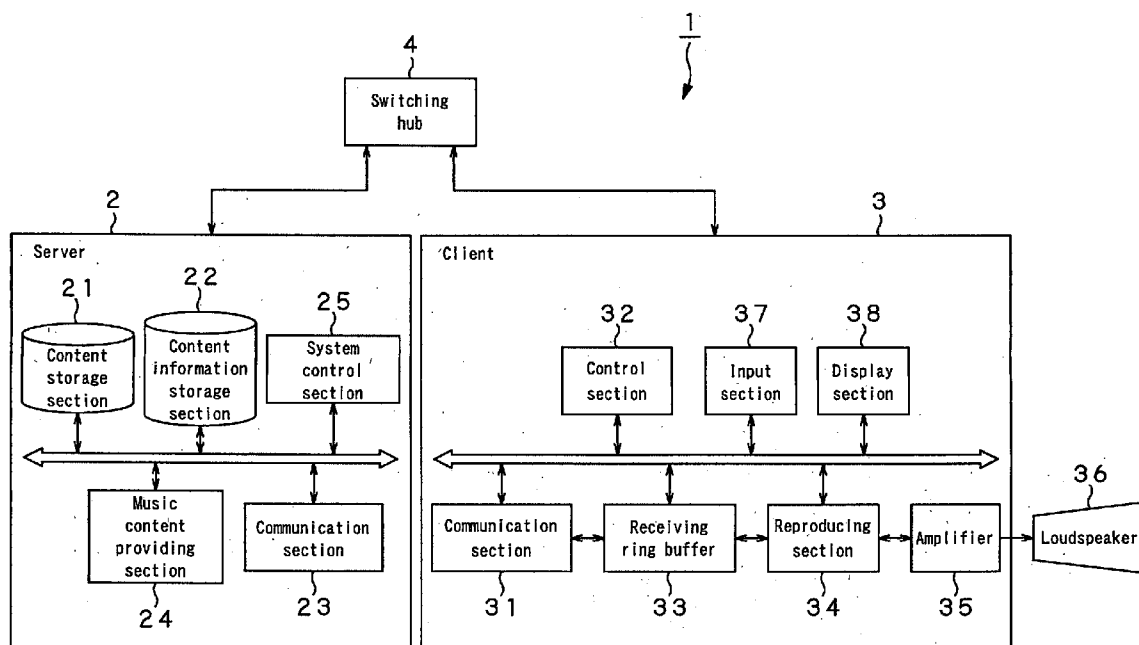 1
4
Switching
hub
2
3
Server
Client
21
22
25
32
37
38
Content
storage
section
Content
information
storage
section
System
control
section
Control
section
Input
section
Display
section
36
Music
content
providing
section
Communication
section
Communication
section
Receiving
ring buffer
Reproducing
section
Amplifier
Loudspeaker
24
23
31
33
34
35